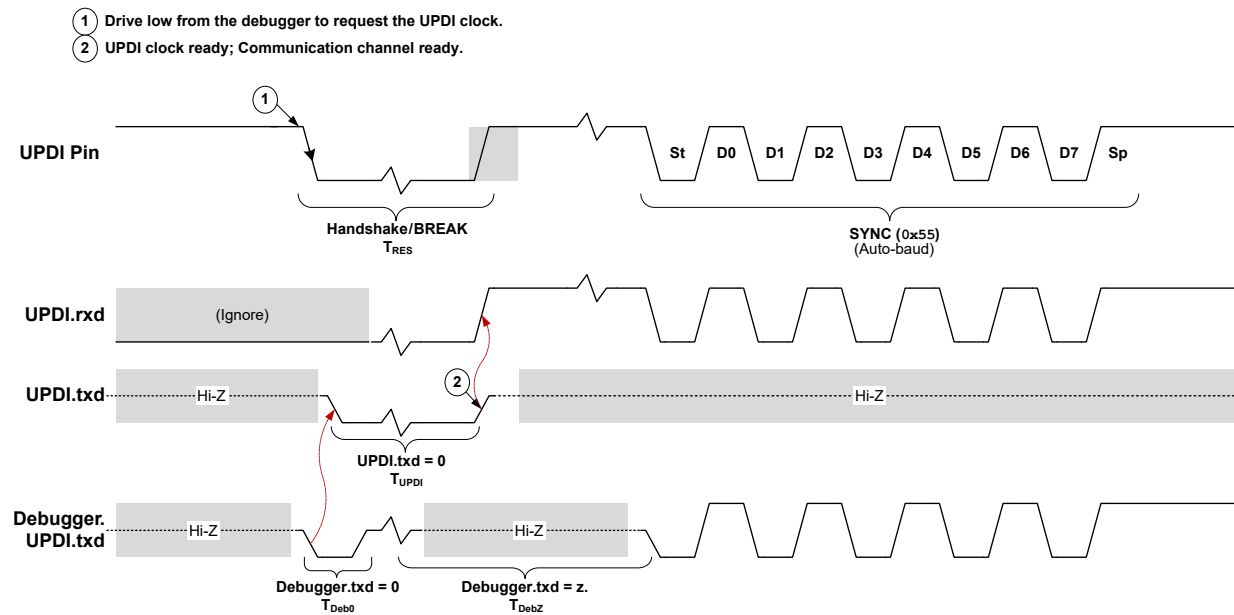 1 Drive low from the debugger to request the UPDI clock.
2 UPDI clock ready; Communication channel ready.
1
UPDI Pin
St D0 D1 D2 D3 D4 D5 D6 D7 Sp
Handshake/BREAK
TRES
SYNC (0x55)
(Auto-baud)
UPDI.rxd
(Ignore)
UPDI.txd
Hi-Z
2
Hi-Z
UPDI.txd = 0
TUPDI
Debugger.
UPDI.txd
Hi-Z
Hi-Z
Debugger.txd = 0
TDeb0
Debugger.txd = z.
TDebZ